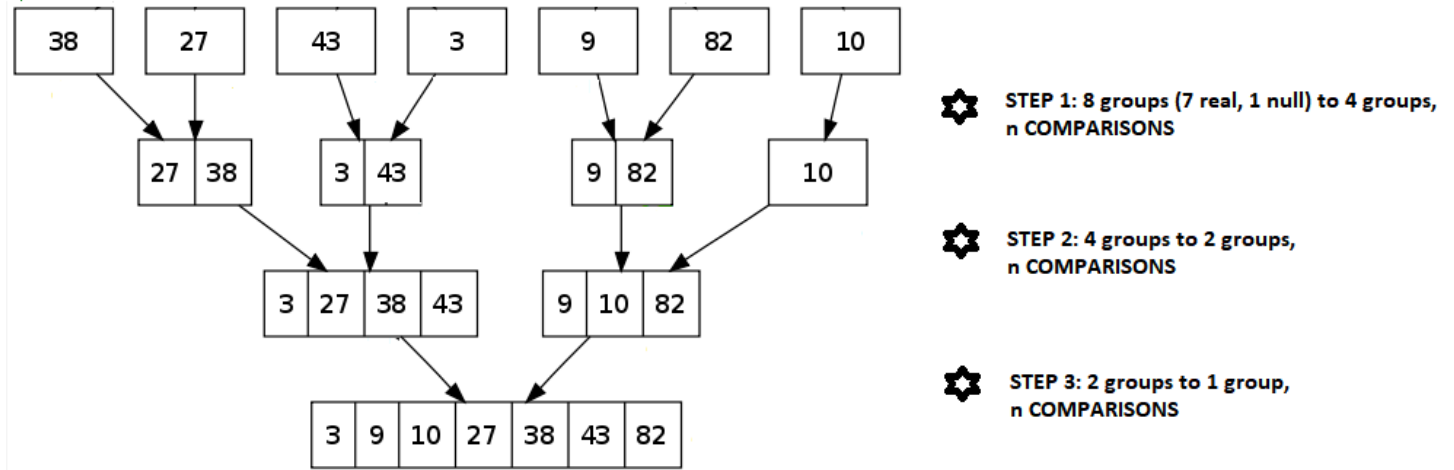 38 27 43 3 9 82 10
STEP 1: 8 groups (7 real, 1 null) to 4 groups,
n COMPARISONS
27 38 3 43 9 82 10
STEP 2: 4 groups to 2 groups,
n COMPARISONS
3 27 38 43 9 10 82
STEP 3: 2 groups to 1 group,
n COMPARISONS
3 9 10 27 38 43 82